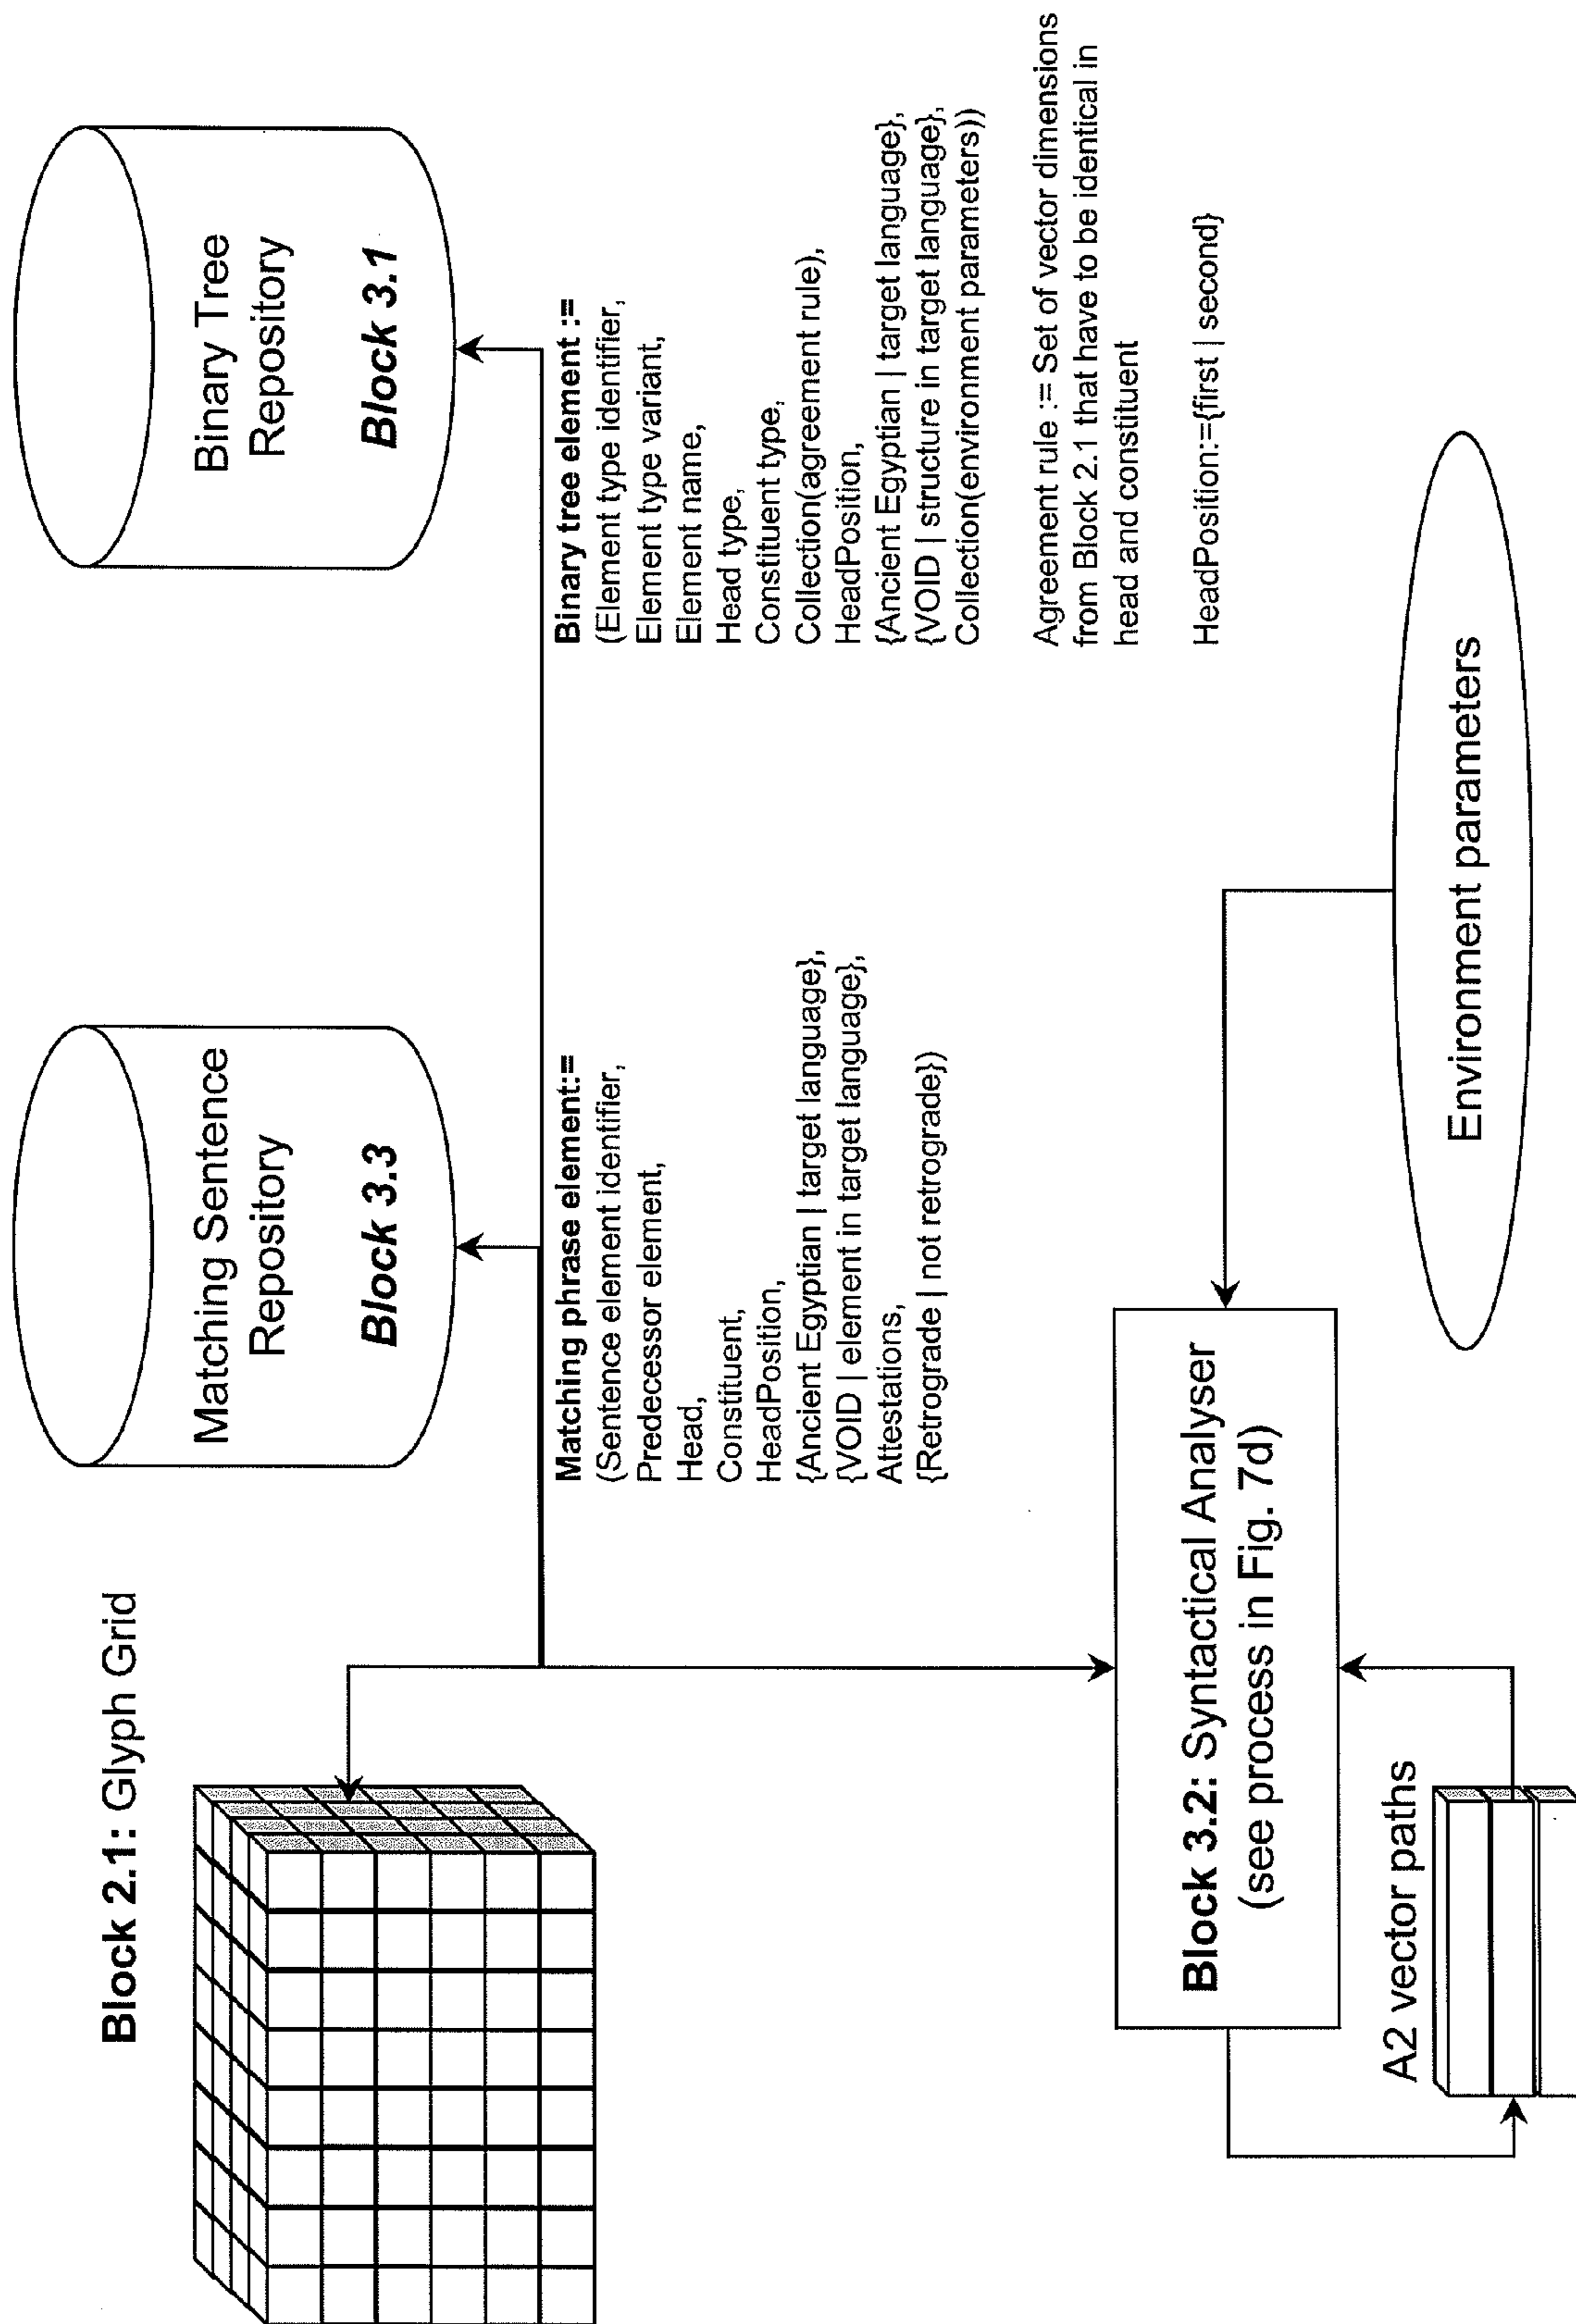 Block 2.1: Glyph Grid
Matching Sentence
Repository
Block 3.3
Binary Tree
Repository
Block 3.1
Matching phrase element:=
(Sentence element identifier,
Predecessor element,
Head,
Constituent,
HeadPosition,
{Ancient Egyptian | target language},
{VOID | element in target language},
Attestations,
{Retrograde | not retrograde})
Binary tree element :=
(Element type identifier,
Element type variant,
Element name,
Head type,
Constituent type,
Collection(agreement rule),
HeadPosition,
{Ancient Egyptian | target language},
{VOID | structure in target language},
Collection(environment parameters))
Agreement rule := Set of vector dimensions
from Block 2.1 that have to be identical in
head and constituent
HeadPosition:={first | second}
Block 3.2: Syntactical Analyser
(see process in Fig. 7d)
Environment parameters
A2 vector paths